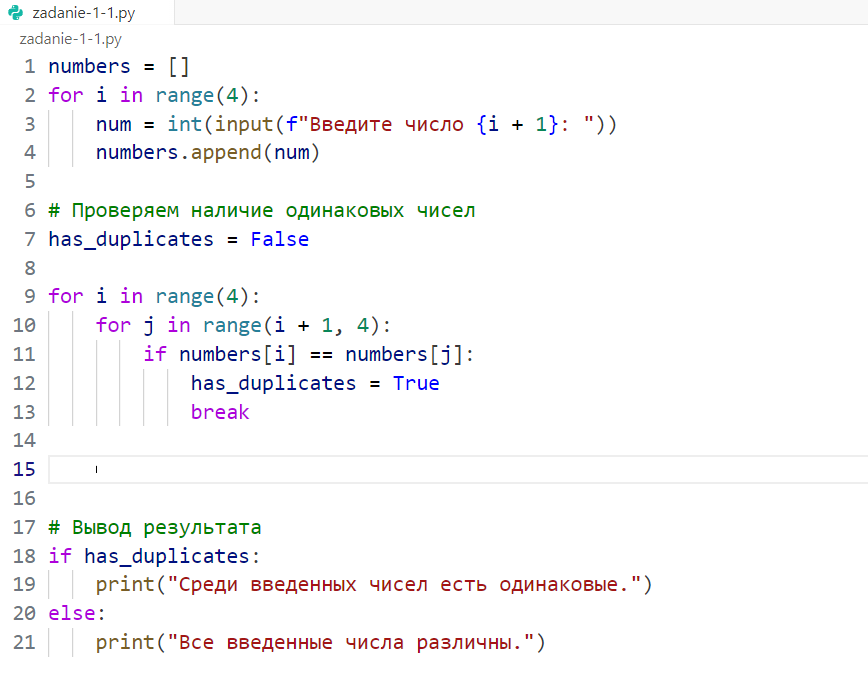 zadanie-1-1.py
zadanie-1-1.py
1 numbers = []
2 for i in range(4):
3     num = int(input(f"Введите число {i + 1}: "))
4     numbers.append(num)
5
6 # Проверяем наличие одинаковых чисел
7 has_duplicates = False
8
9 for i in range(4):
10     for j in range(i + 1, 4):
11         if numbers[i] == numbers[j]:
12             has_duplicates = True
13             break
14
15
16
17 # Вывод результата
18 if has_duplicates:
19     print("Среди введенных чисел есть одинаковые.")
20 else:
21     print("Все введенные числа различны.")